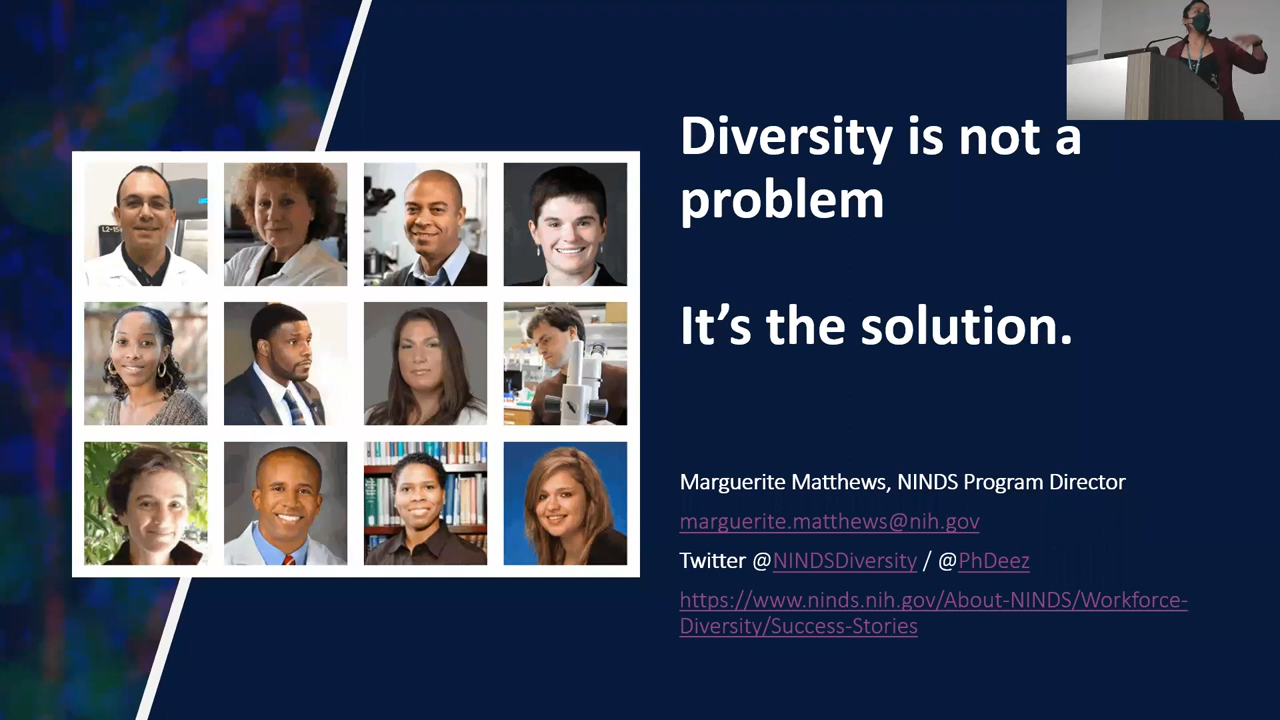 Diversity is not a
problem
It’s the solution.
Marguerite Matthews, NINDS Program Director
marguerite.matthews@nih.gov
Twitter @NINDSDiversity / @PhDeez
https://www.ninds.nih.gov/About-NINDS/Workforce-
Diversity/Success-Stories